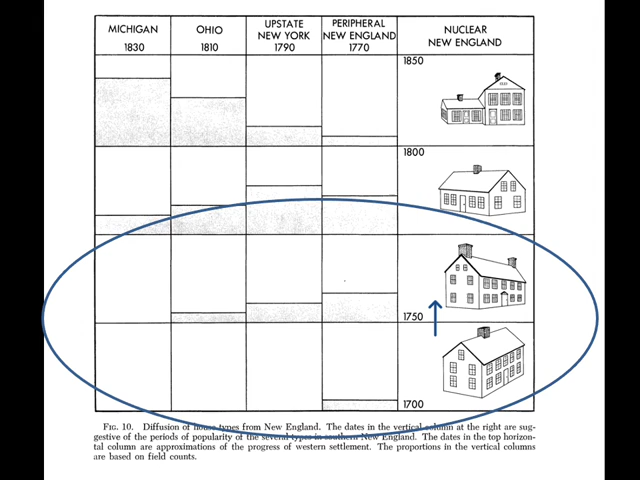 MICHIGAN
1830
OHIO
1810
UPSTATE
NEW YORK
1790
PERIPHERAL
NEW ENGLAND
1770
NUCLEAR
NEW ENGLAND
1850
1800
1750
1700
FIG. 10. Diffusion of house types from New England. The dates in the vertical column at the right are sug-
gestive of the periods of popularity of the several types in southern New England. The dates in the top horizon-
tal column are approximations of the progress of western settlement. The proportions in the vertical columns
are based on field counts.